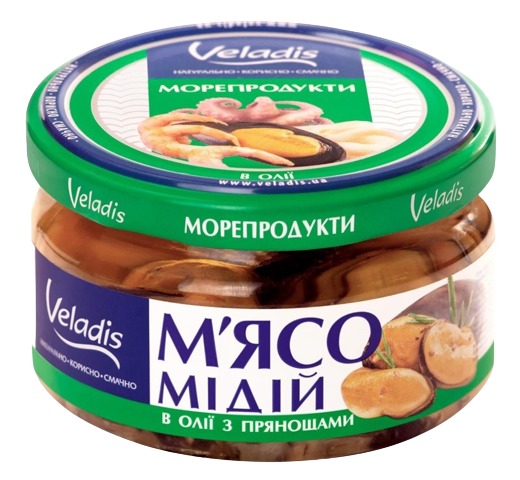 Veladis
НАТУРАЛЬНО • КОРИСНО • СМАЧНО
МОРЕПРОДУКТИ
В ОЛІЇ
www.veladis.ua
Veladis
МОРЕПРОДУКТИ
Veladis
Veladis
НАТУРАЛЬНО • КОРИСНО • СМАЧНО
М'ЯСО
МІДІЙ
В ОЛІЇ З ПРЯНОЩАМИ